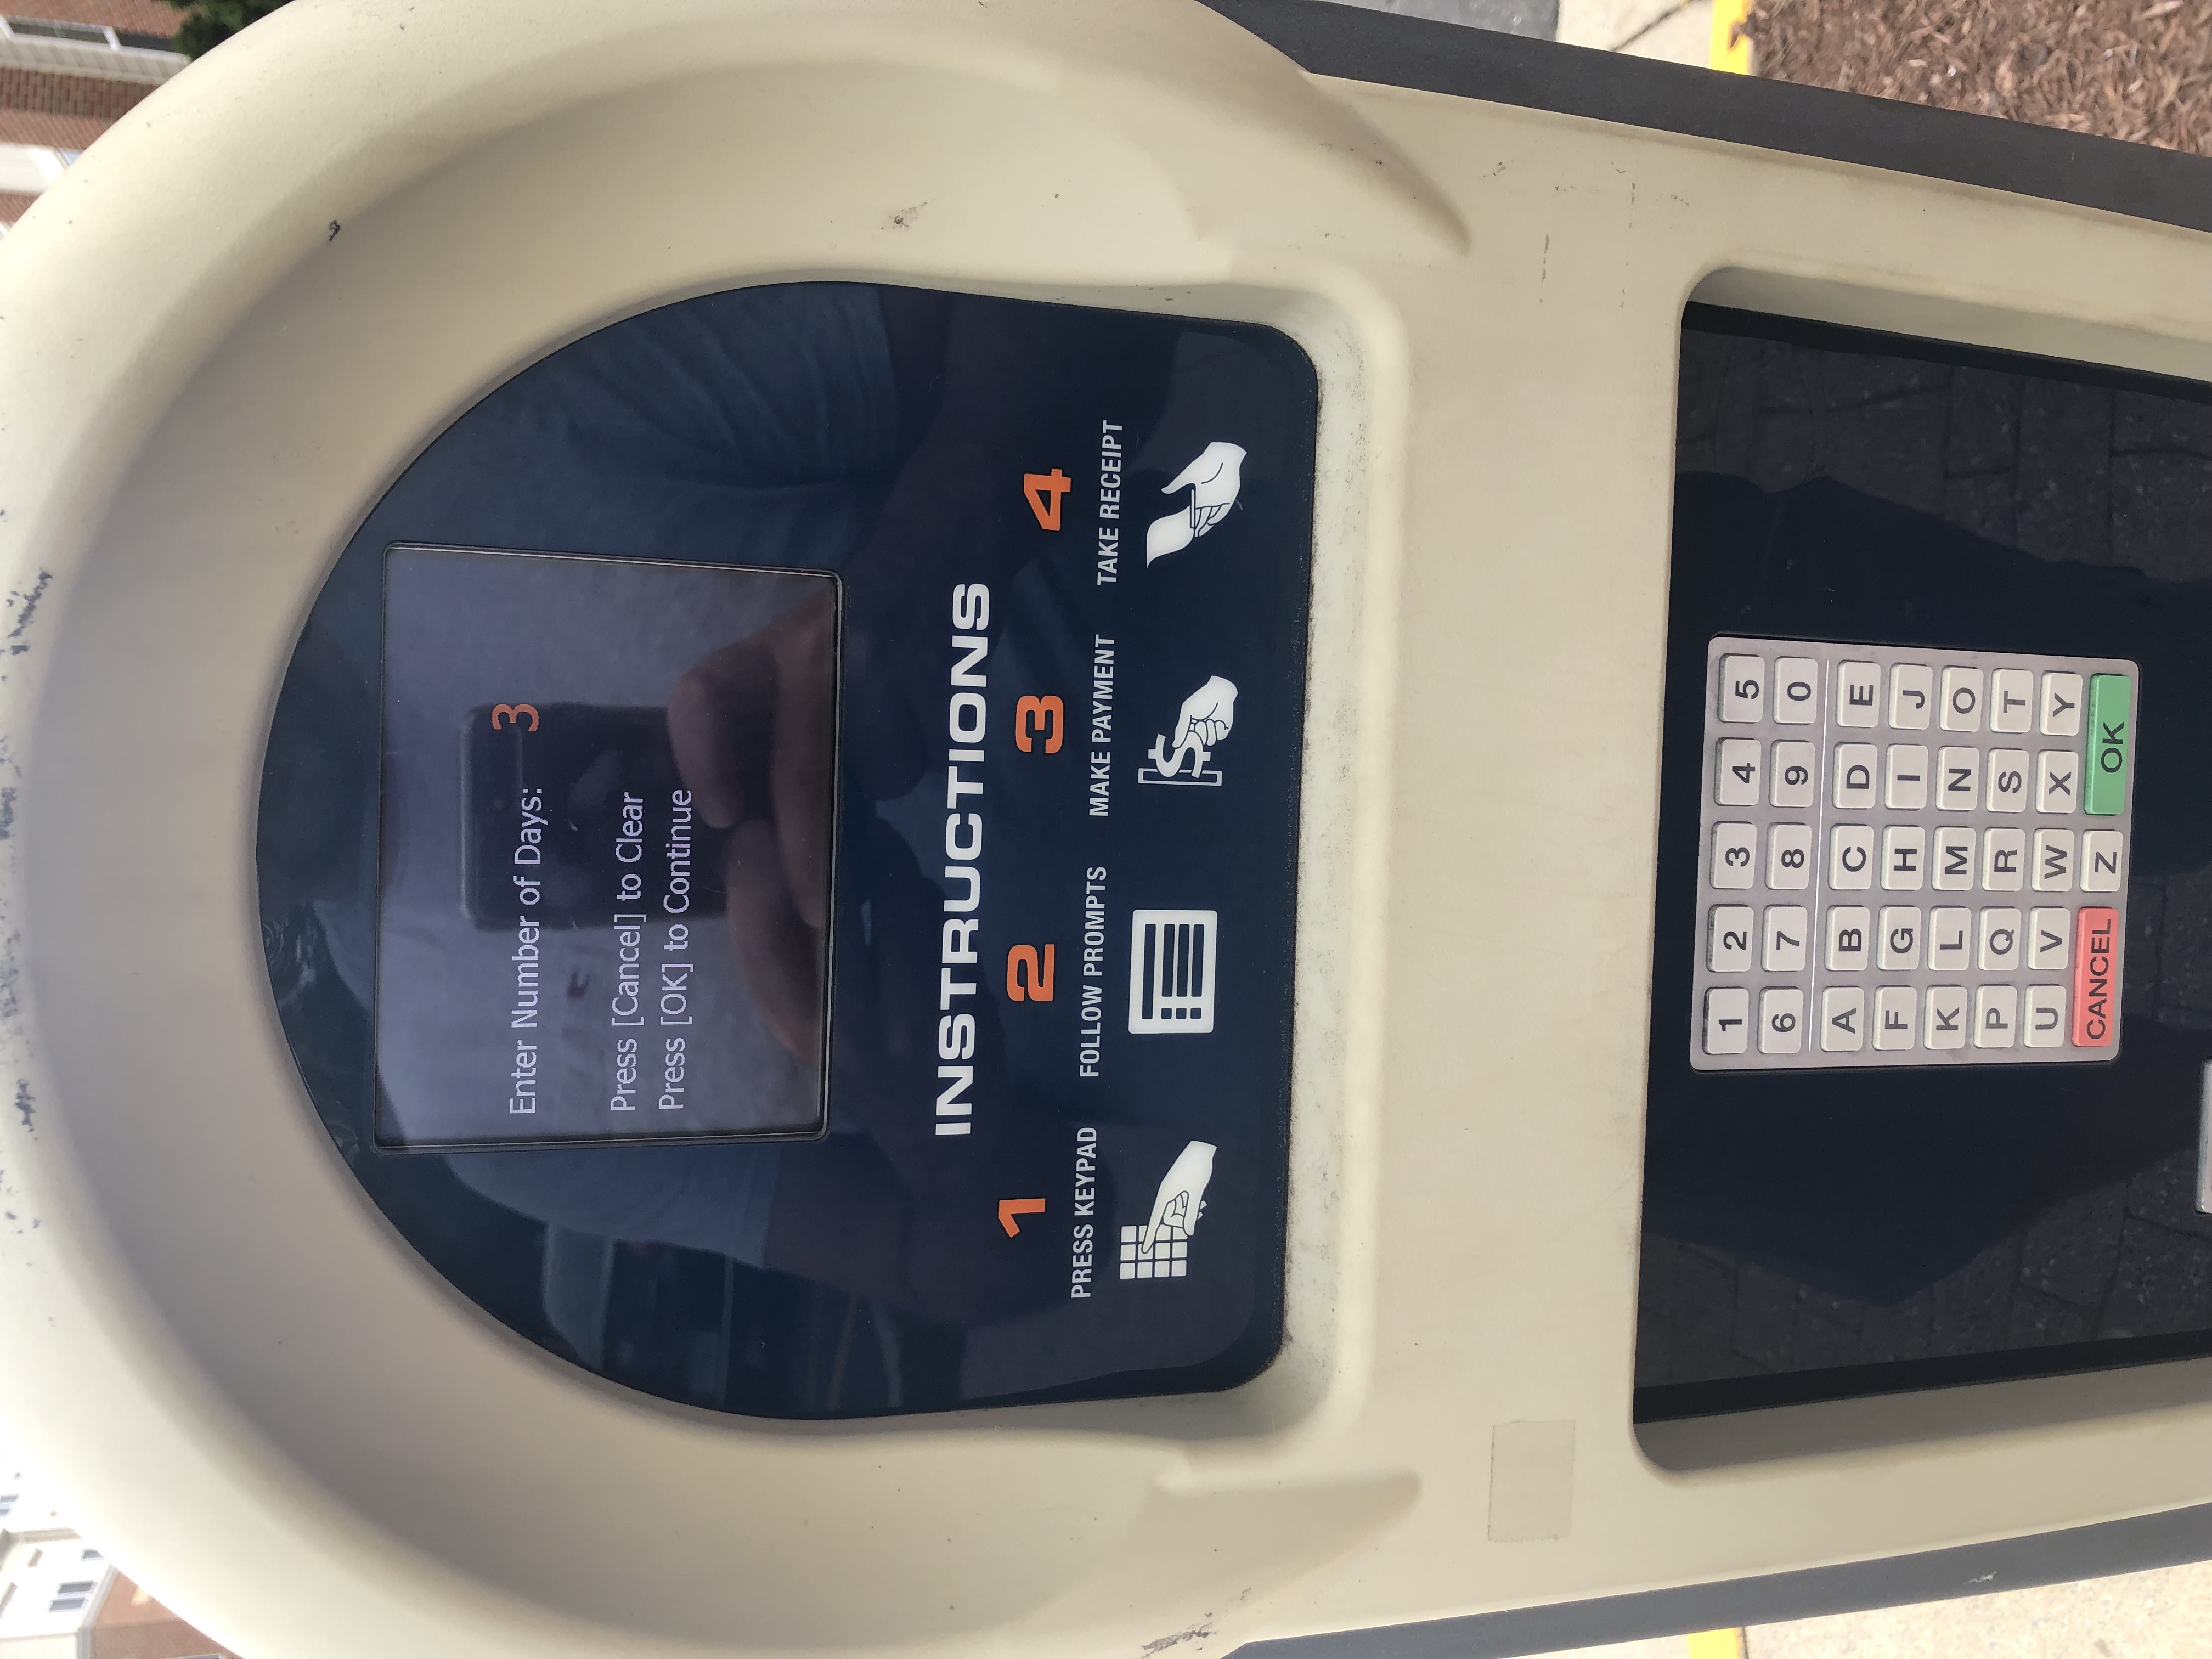 Enter Number of Days: 3
Press [Cancel] to Clear
Press [OK] to Continue
INSTRUCTIONS
1 2 3 4
PRESS KEYPAD FOLLOW PROMPTS MAKE PAYMENT TAKE RECEIPT
$
1 2 3 4 5
6 7 8 9 0
A B C D E
F G H I J
K L M N O
P Q R S T
U V W X Y
CANCEL Z OK